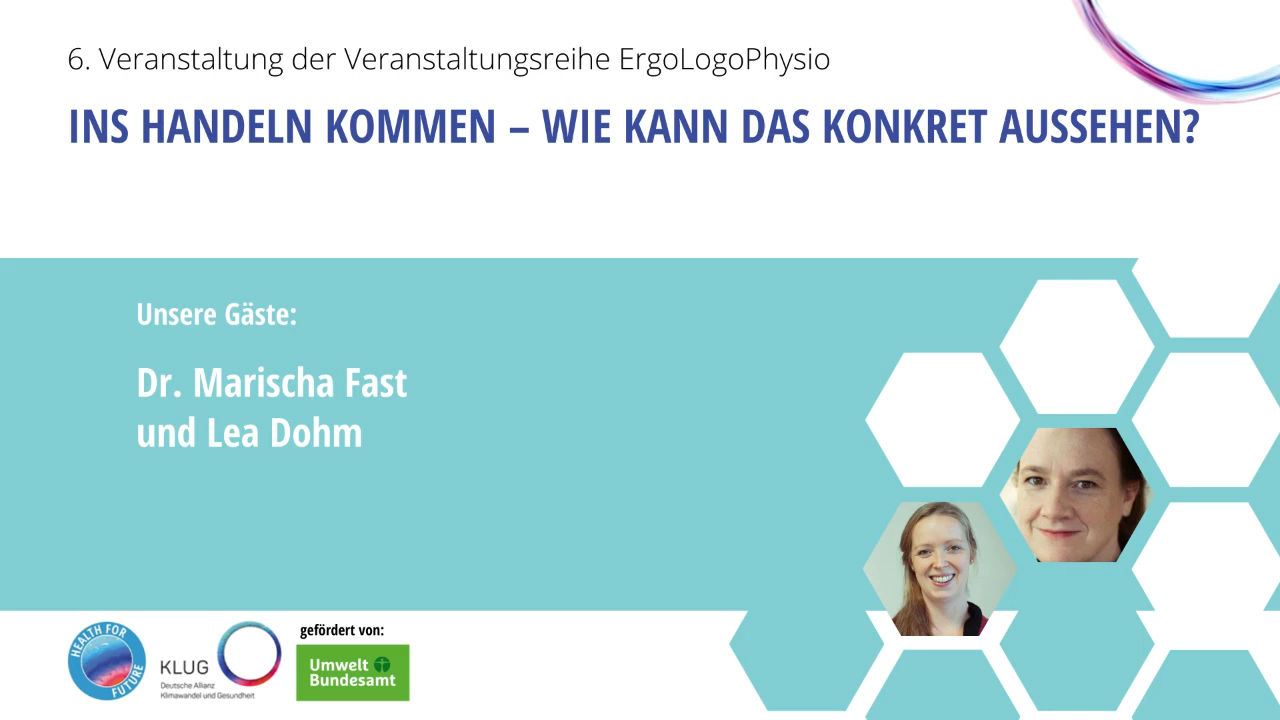 6. Veranstaltung der Veranstaltungsreihe ErgoLogoPhysio
INS HANDELN KOMMEN – WIE KANN DAS KONKRET AUSSEHEN?
Unsere Gäste:
Dr. Marischa Fast
und Lea Dohm
HEALTH FOR
FUTURE
KLUG
Deutsche Allianz
Klimawandel und Gesundheit
gefördert von:
Umwelt
Bundesamt